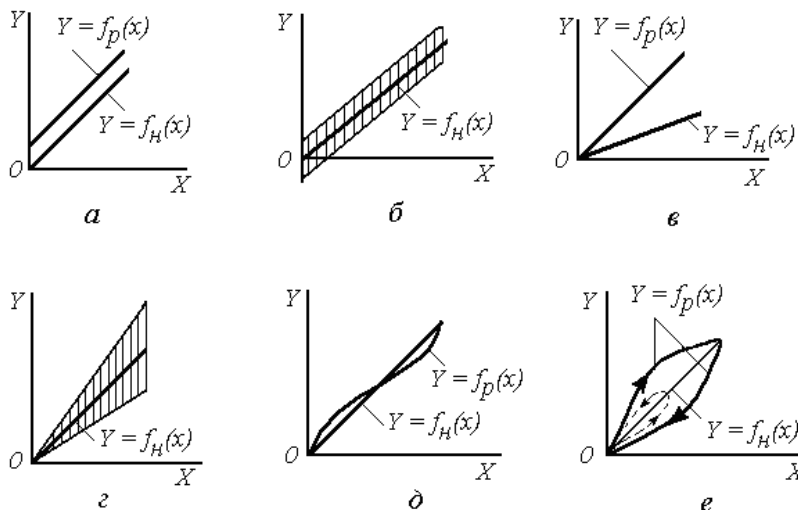 Y
Y = f_p(x)
Y = f_н(x)
O
X
а
Y
Y = f_н(x)
O
X
б
Y = f_p(x)
Y
Y = f_н(x)
O
X
в
Y
Y = f_н(x)
O
X
г
Y
Y = f_p(x)
Y = f_н(x)
O
X
д
Y = f_p(x)
Y
Y = f_н(x)
O
X
е